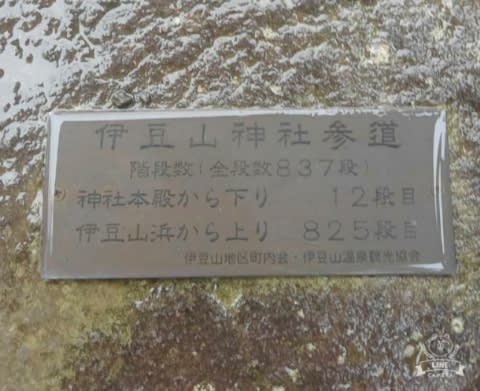 伊豆山神社参道
階段数(全段数837段)
神社本殿から下り 12段目
伊豆山浜から上り 825段目
伊豆山地区町内会・伊豆山温泉観光協会
LINE
CAMERA